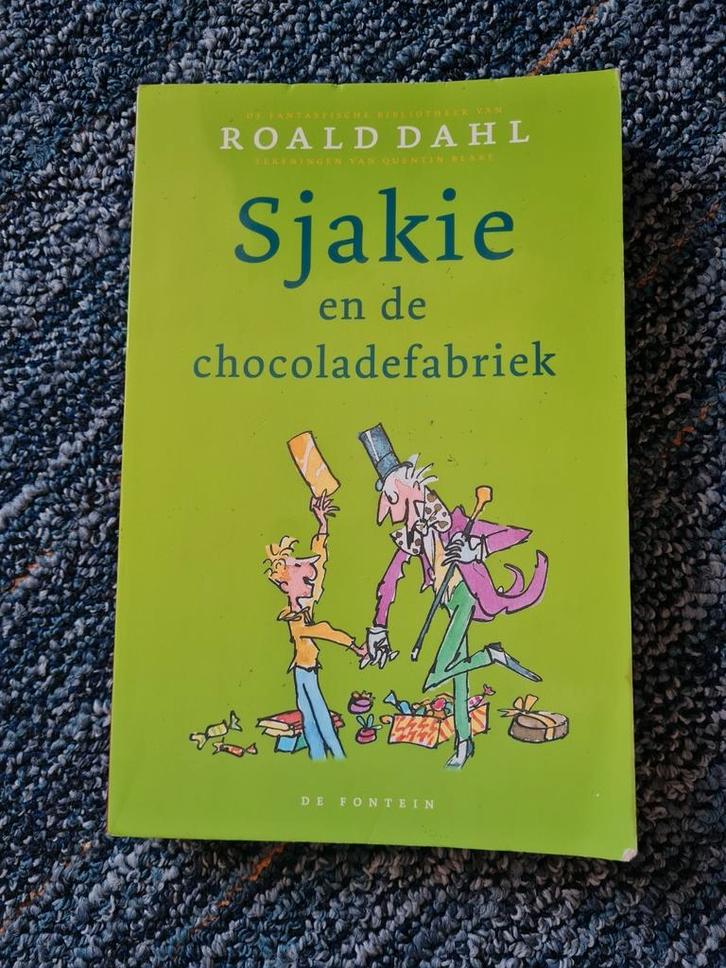 DE FANTASTISCHE BIBLIOTHEEK VAN
ROALD DAHL
TEKENINGEN VAN QUENTIN BLAKE
Sjakie
en de
chocoladefabriek
DE FONTEIN